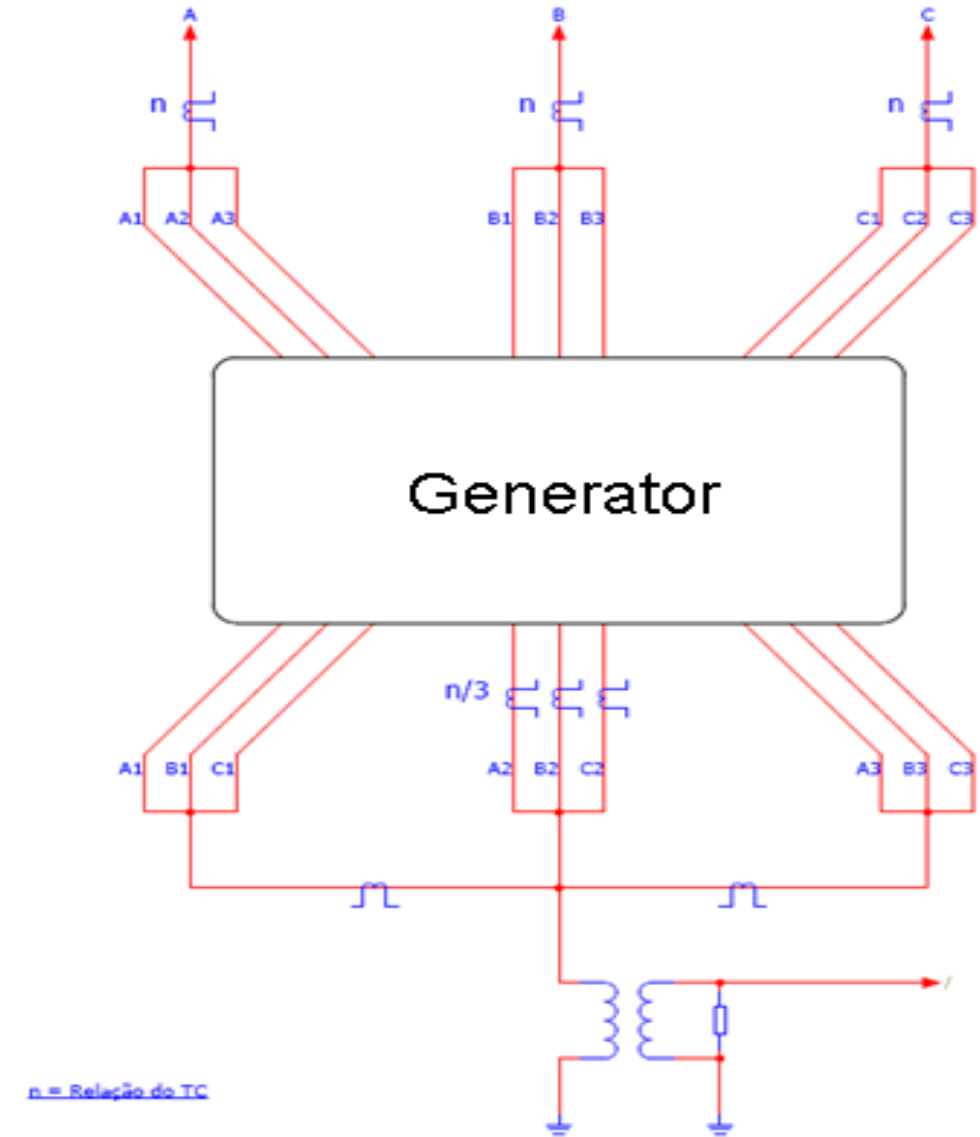 A B C
n n n
A1 A2 A3 B1 B2 B3 C1 C2 C3
Generator
n/3
A1 B1 C1 A2 B2 C2 A3 B3 C3
n = Relação do TC